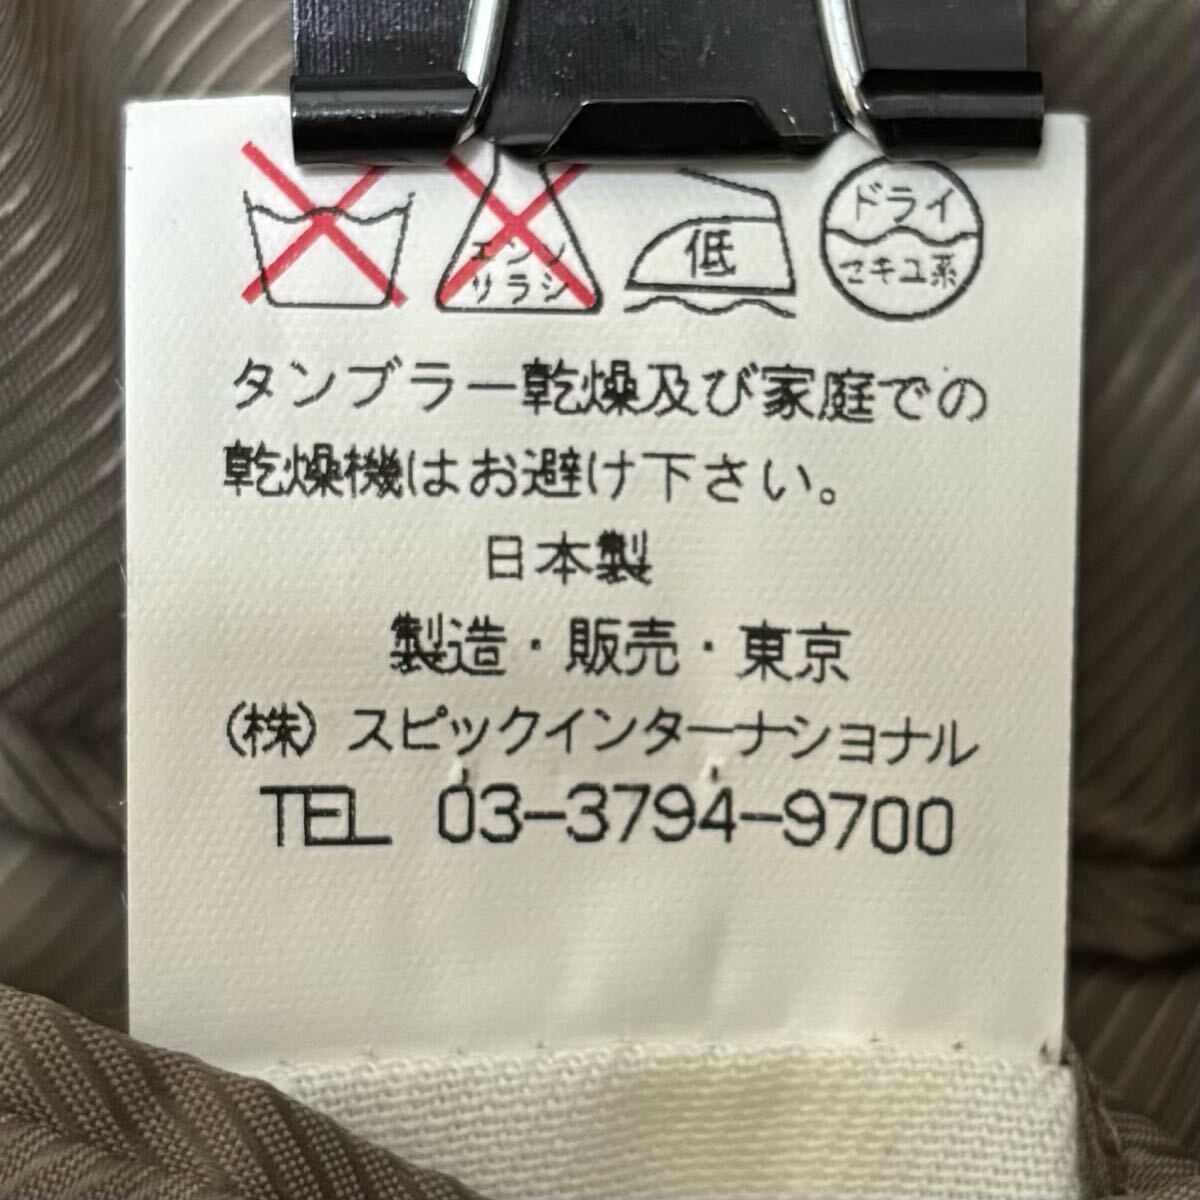 エンソ
サラシ
低
ドライ
セキユ系
タンブラー乾燥及び家庭での
乾燥機はお避け下さい。
日本製
製造・販売・東京
(株) スピックインターナショナル
TEL 03-3794-9700